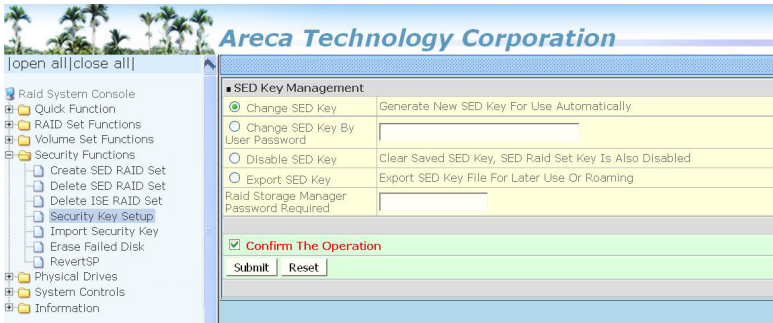 Areca Technology Corporation
|open all|close all|
Raid System Console
Quick Function
RAID Set Functions
Volume Set Functions
Security Functions
Create SED RAID Set
Delete SED RAID Set
Delete ISE RAID Set
Security Key Setup
Import Security Key
Erase Failed Disk
RevertSP
Physical Drives
System Controls
Information
SED Key Management
Change SED Key Generate New SED Key For Use Automatically
Change SED Key By
User Password
Disable SED Key Clear Saved SED Key, SED Raid Set Key Is Also Disabled
Export SED Key Export SED Key File For Later Use Or Roaming
Raid Storage Manager
Password Required
Confirm The Operation
Submit Reset